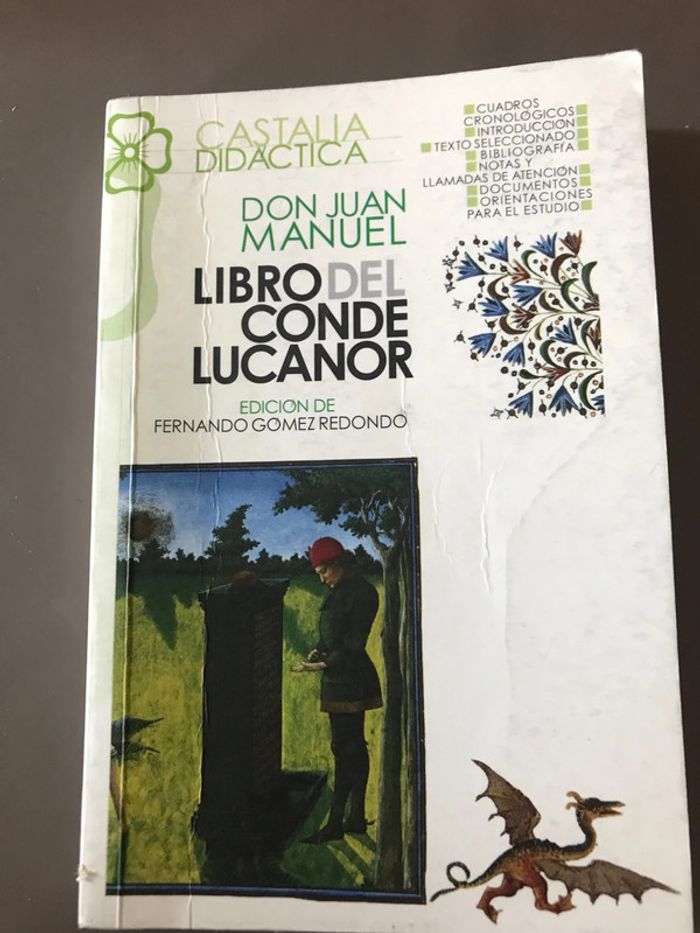 CASTALIA
DIDÁCTICA
DON JUAN
MANUEL
LIBRO DEL
CONDE
LUCANOR
EDICIÓN DE
FERNANDO GÓMEZ REDONDO
CUADROS
CRONOLÓGICOS
INTRODUCCIÓN
TEXTO SELECCIONADO
BIBLIOGRAFÍA
NOTAS Y
LLAMADAS DE ATENCIÓN
DOCUMENTOS
ORIENTACIONES
PARA EL ESTUDIO